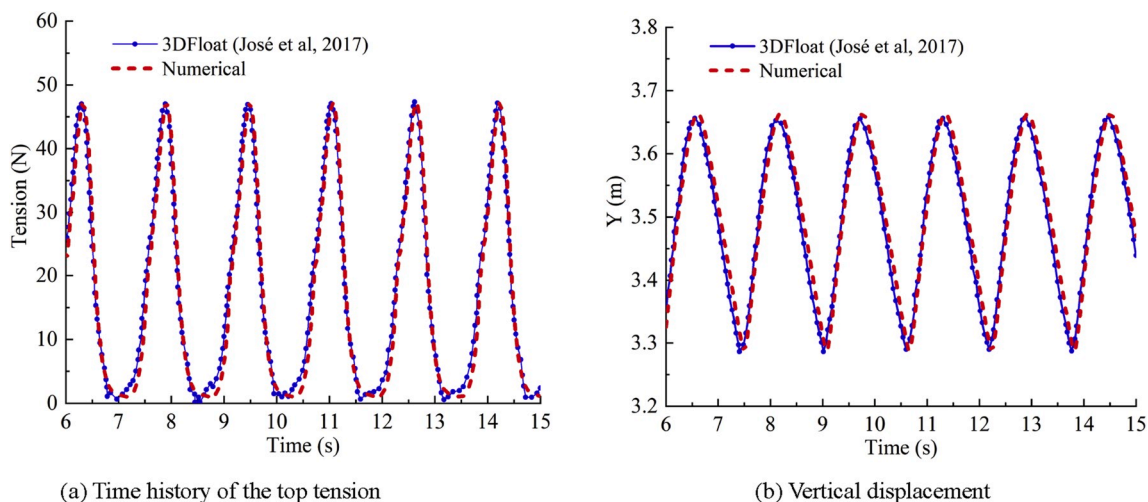 60
50
40
30
20
10
0
Tension (N)
3DFloat (José et al, 2017)
Numerical
6 7 8 9 10 11 12 13 14 15
Time (s)
(a) Time history of the top tension
3.8
3.7
3.6
3.5
3.4
3.3
3.2
Y (m)
3DFloat (José et al, 2017)
Numerical
6 7 8 9 10 11 12 13 14 15
Time (s)
(b) Vertical displacement